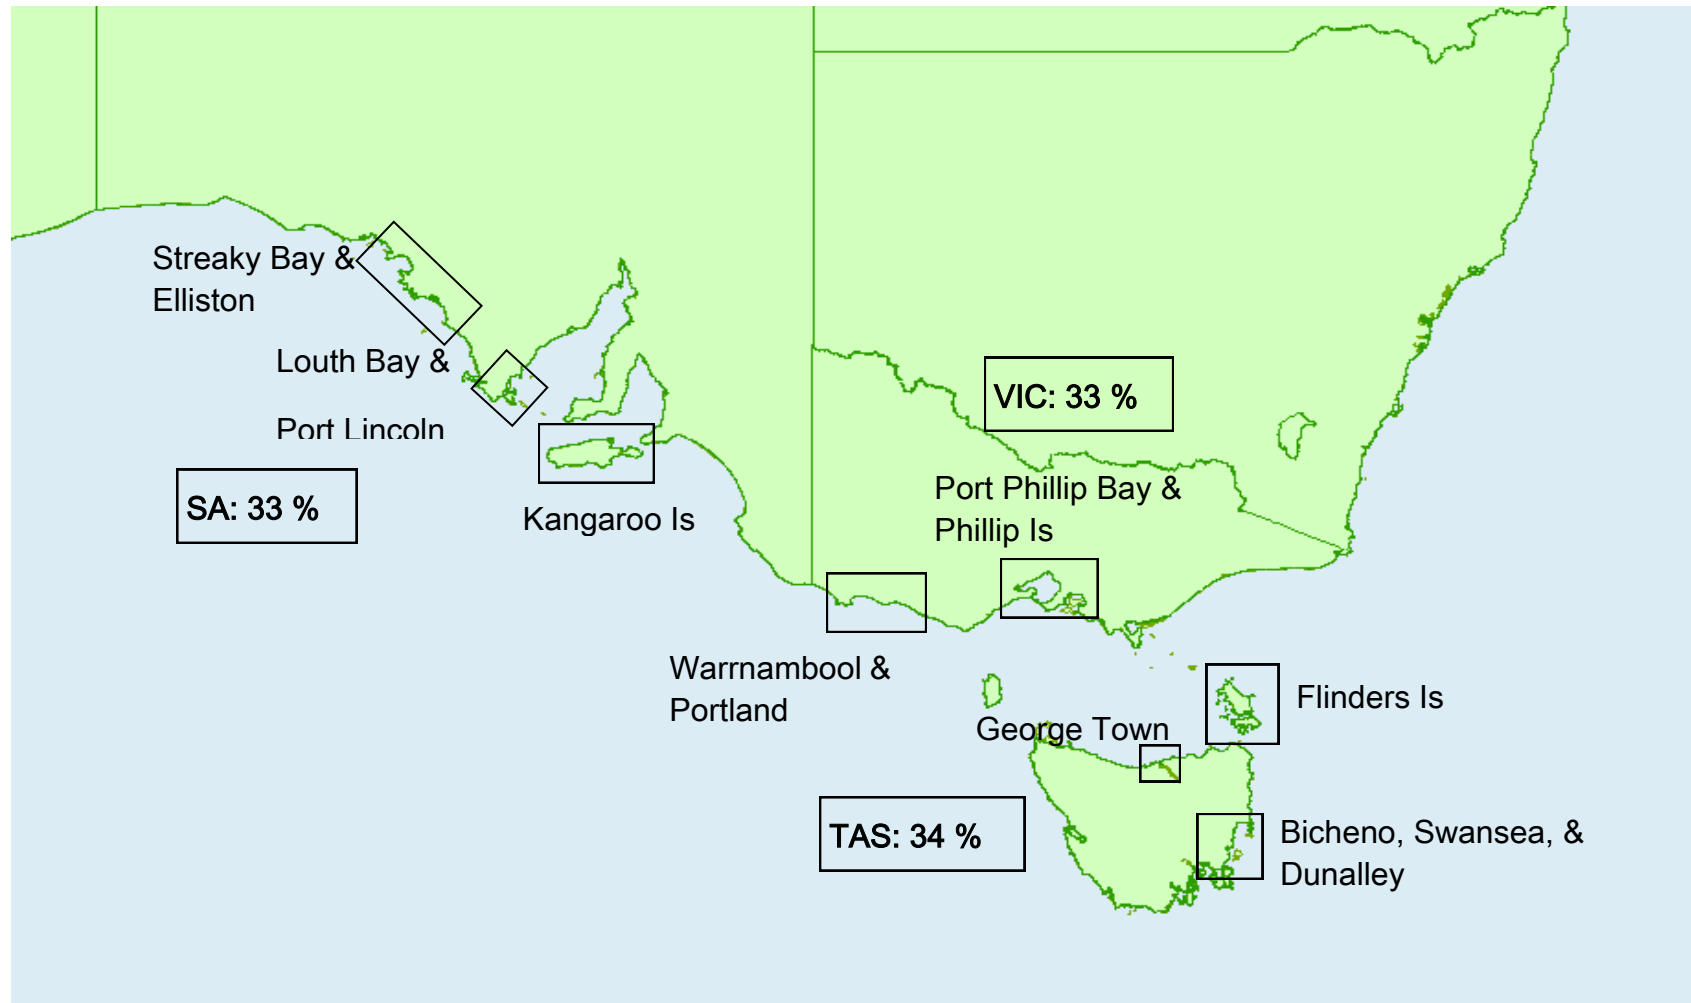 Streaky Bay &
Elliston
Louth Bay &
Port Lincoln
VIC: 33 %
SA: 33 %
Kangaroo Is
Port Phillip Bay &
Phillip Is
Warrnambool &
Portland
Flinders Is
George Town
TAS: 34 %
Bicheno, Swansea, &
Dunalley